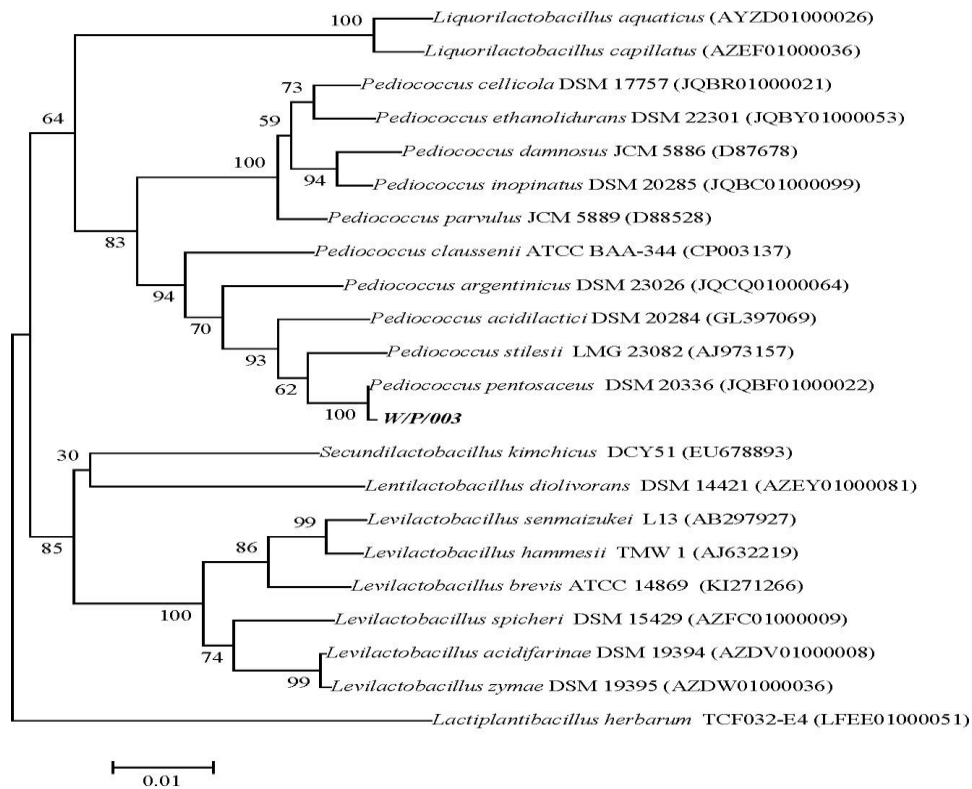 100
Liquorilactobacillus aquaticus (AYZD01000026)
Liquorilactobacillus capillatus (AZEF01000036)
73
Pediococcus cellicola DSM 17757 (JQBR01000021)
64
59
Pediococcus ethanolidurans DSM 22301 (JQBY01000053)
Pediococcus damnosus JCM 5886 (D87678)
100
94
Pediococcus inopinatus DSM 20285 (JQBC01000099)
Pediococcus parvulus JCM 5889 (D88528)
83
Pediococcus claussenii ATCC BAA-344 (CP003137)
94
Pediococcus argentinicus DSM 23026 (JQCQ01000064)
70
Pediococcus acidilactici DSM 20284 (GL397069)
93
Pediococcus stilesii LMG 23082 (AJ973157)
62
Pediococcus pentosaceus DSM 20336 (JQBF01000022)
100
W/P/003
30
Secundilactobacillus kimchicus DCY51 (EU678893)
Lentilactobacillus diolivorans DSM 14421 (AZEY01000081)
99
Levilactobacillus senmaizukei L13 (AB297927)
85
86
Levilactobacillus hammesii TMW 1 (AJ632219)
Levilactobacillus brevis ATCC 14869 (KI271266)
100
Levilactobacillus spicheri DSM 15429 (AZFC01000009)
74
Levilactobacillus acidifarinae DSM 19394 (AZDV01000008)
99
Levilactobacillus zymae DSM 19395 (AZDW01000036)
Lactiplantibacillus herbarum TCF032-E4 (LFEE01000051)
0.01